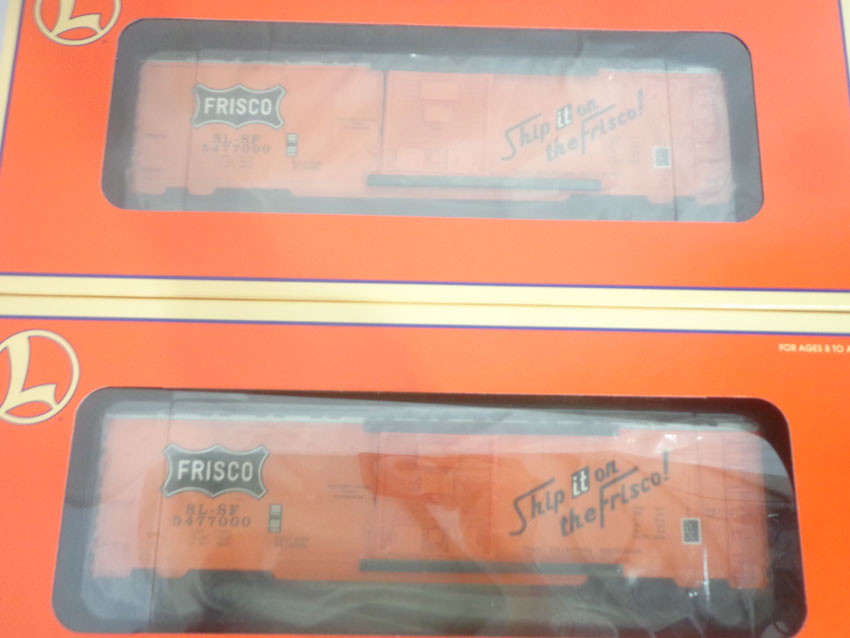 L
FRISCO
SL-SF
5477000
Ship it on
the Frisco!
L
FOR AGES 8 TO
FRISCO
SL-SF
5477000
Ship it on
the Frisco!